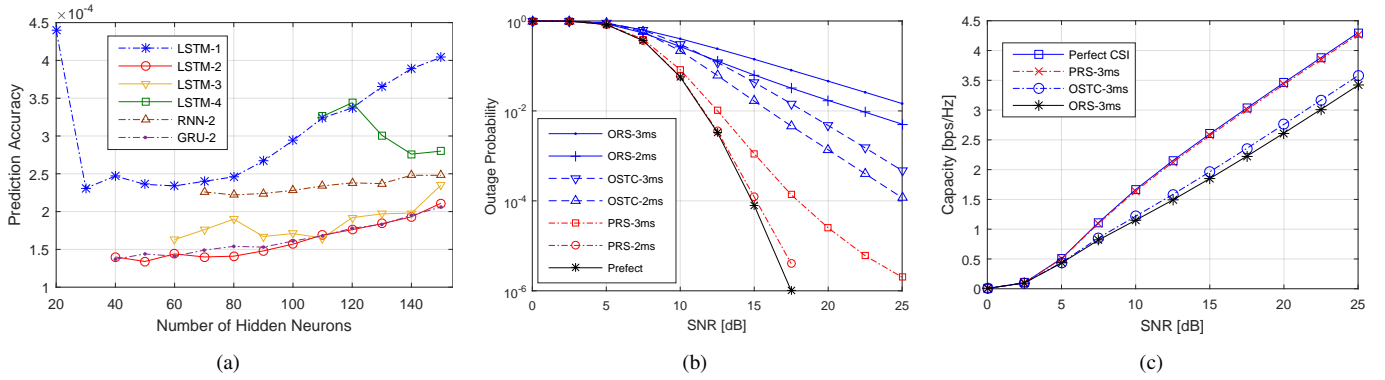 4.5 ×10⁻⁴
4
3.5
3
2.5
2
1.5
1
20 40 60 80 100 120 140
Prediction Accuracy
Number of Hidden Neurons
LSTM-1
LSTM-2
LSTM-3
LSTM-4
RNN-2
GRU-2
(a)
10⁰
10⁻²
10⁻⁴
10⁻⁶
0 5 10 15 20 25
Outage Probability
SNR [dB]
ORS-3ms
ORS-2ms
OSTC-3ms
OSTC-2ms
PRS-3ms
PRS-2ms
Prefect
(b)
4.5
4
3.5
3
2.5
2
1.5
1
0.5
0
0 5 10 15 20 25
Capacity [bps/Hz]
SNR [dB]
Perfect CSI
PRS-3ms
OSTC-3ms
ORS-3ms
(c)